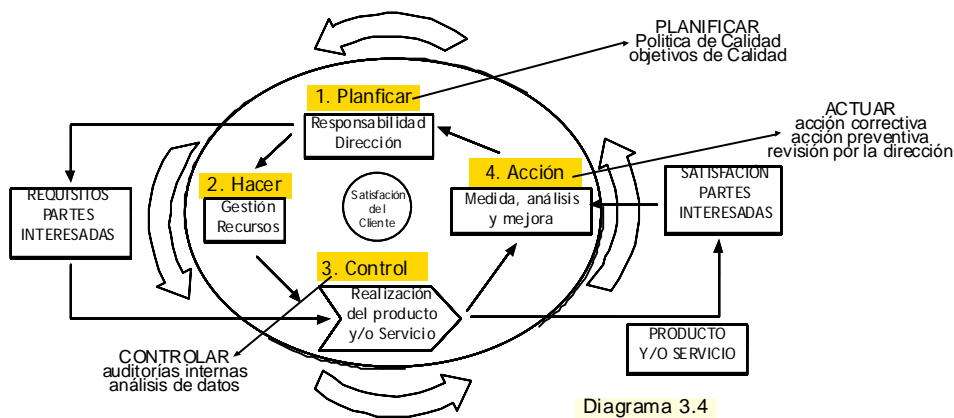 PLANIFICAR
Politica de Calidad
objetivos de Calidad
1. Planficar
Responsabilidad
Dirección
ACTUAR
acción correctiva
acción preventiva
revisión por la dirección
2. Hacer
Gestión
Recursos
Satisfacción
del
Cliente
4. Acción
Medida, análisis
y mejora
SATISFACIÓN
PARTES
INTERESADAS
REQUISITOS
PARTES
INTERESADAS
3. Control
Realización
del producto
y/o Servicio
PRODUCTO
Y/O SERVICIO
CONTROLAR
auditorías internas
análisis de datos
Diagrama 3.4